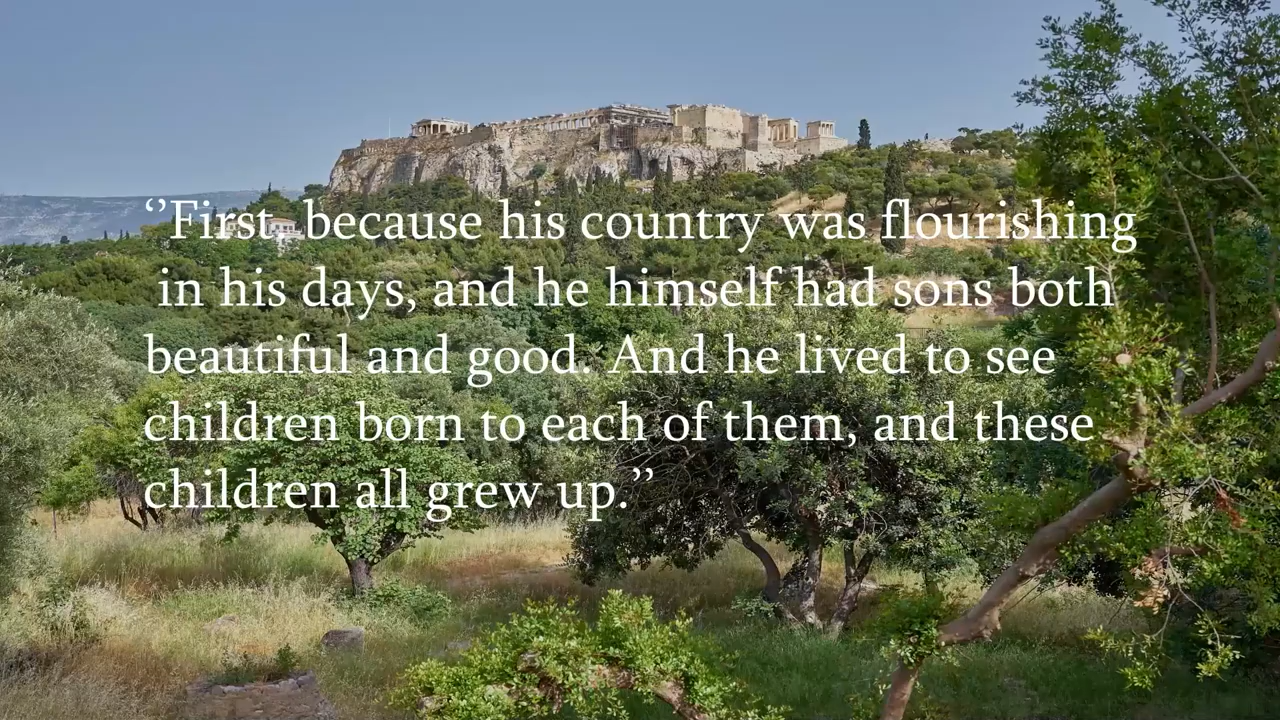 ‘’First, because his country was flourishing
in his days, and he himself had sons both
beautiful and good. And he lived to see
children born to each of them, and these
children all grew up.’’